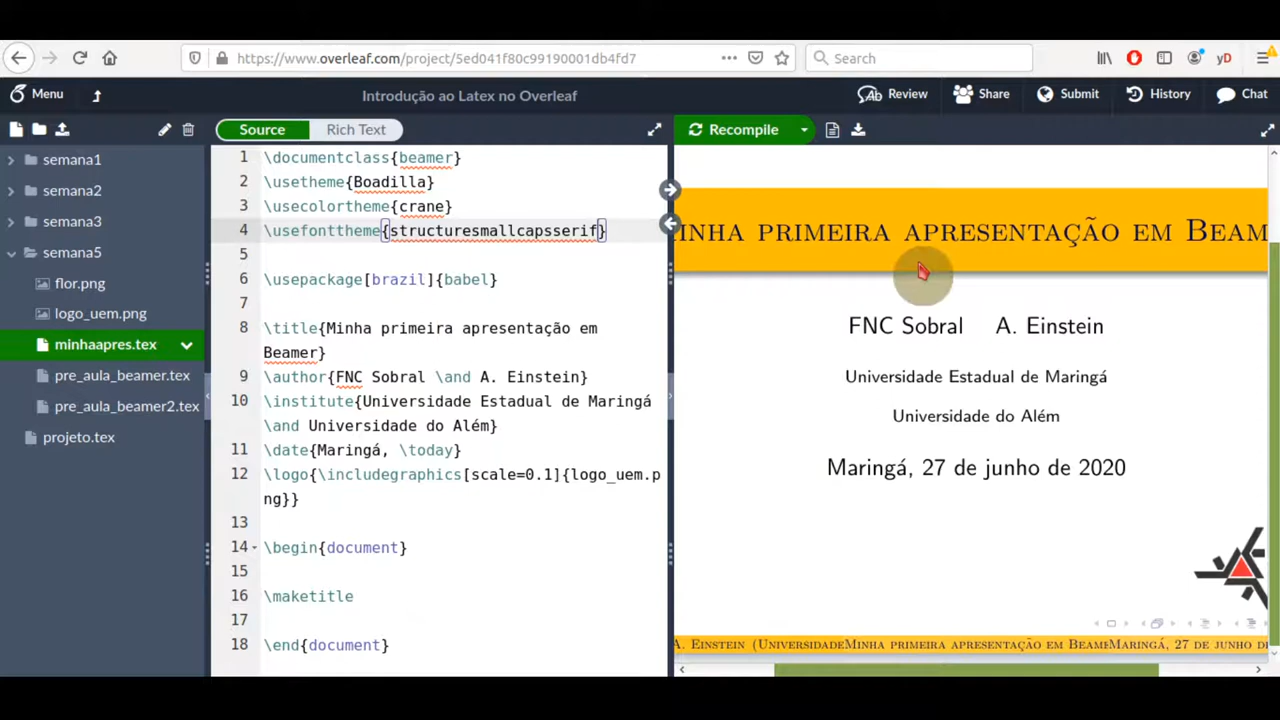 https://www.overleaf.com/project/5ed041f80c99190001db4fd7
Search
yD
Menu
Introdução ao Latex no Overleaf
Review
Share
Submit
History
Chat
Source
Rich Text
Recompile
semana1
semana2
semana3
semana5
flor.png
logo_uem.png
minhaapres.tex
pre_aula_beamer.tex
pre_aula_beamer2.tex
projeto.tex
1 \documentclass{beamer}
2 \usetheme{Boadilla}
3 \usecolortheme{crane}
4 \usefonttheme{structuresmallcapsserif}
5
6 \usepackage[brazil]{babel}
7
8 \title{Minha primeira apresentação em
Beamer}
9 \author{FNC Sobral \and A. Einstein}
10 \institute{Universidade Estadual de Maringá
\and Universidade do Além}
11 \date{Maringá, \today}
12 \logo{\includegraphics[scale=0.1]{logo_uem.p
ng}}
13
14 \begin{document}
15
16 \maketitle
17
18 \end{document}
INHA PRIMEIRA APRESENTAÇÃO EM BEAM
FNC Sobral A. Einstein
Universidade Estadual de Maringá
Universidade do Além
Maringá, 27 de junho de 2020
A. EINSTEIN (UNIVERSIDADEMINHA PRIMEIRA APRESENTAÇÃO EM BEAMEMARINGÁ, 27 DE JUNHO DE